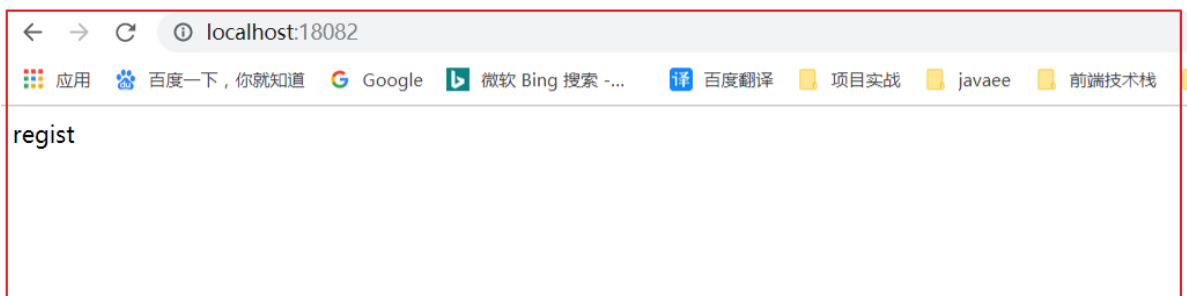 localhost:18082
应用 百度一下，你就知道 Google 微软 Bing 搜索 -... 译 百度翻译 项目实战 javaee 前端技术栈
regist